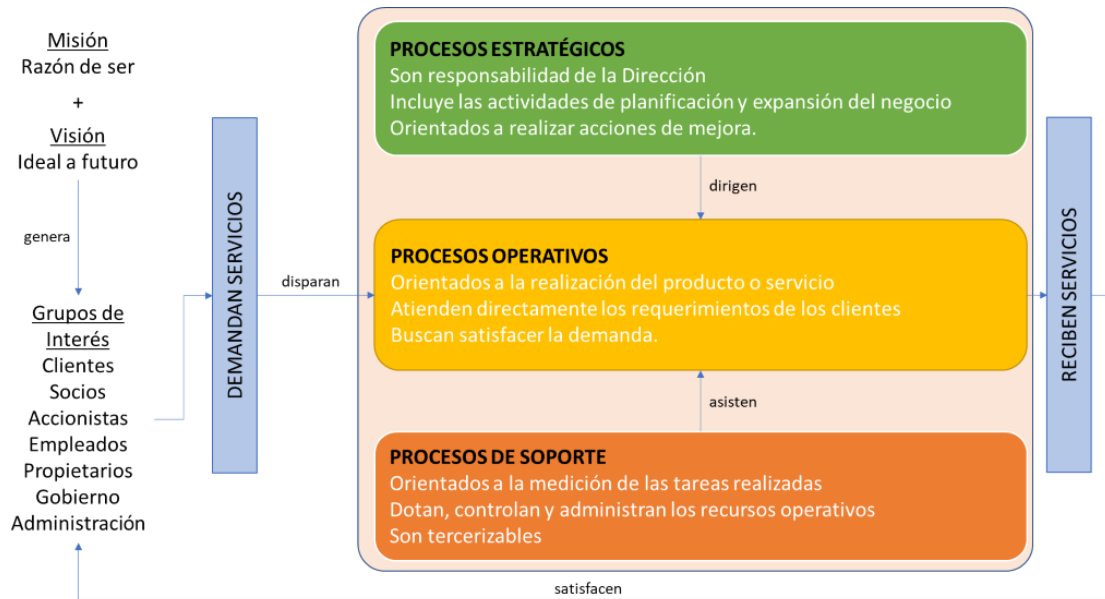 Misión
Razón de ser
+
Visión
Ideal a futuro
genera
Grupos de
Interés
Clientes
Socios
Accionistas
Empleados
Propietarios
Gobierno
Administración
DEMANDAN SERVICIOS
disparan
PROCESOS ESTRATÉGICOS
Son responsabilidad de la Dirección
Incluye las actividades de planificación y expansión del negocio
Orientados a realizar acciones de mejora.
dirigen
PROCESOS OPERATIVOS
Orientados a la realización del producto o servicio
Atienden directamente los requerimientos de los clientes
Buscan satisfacer la demanda.
asisten
PROCESOS DE SOPORTE
Orientados a la medición de las tareas realizadas
Dotan, controlan y administran los recursos operativos
Son tercerizables
RECIBEN SERVICIOS
satisfacen